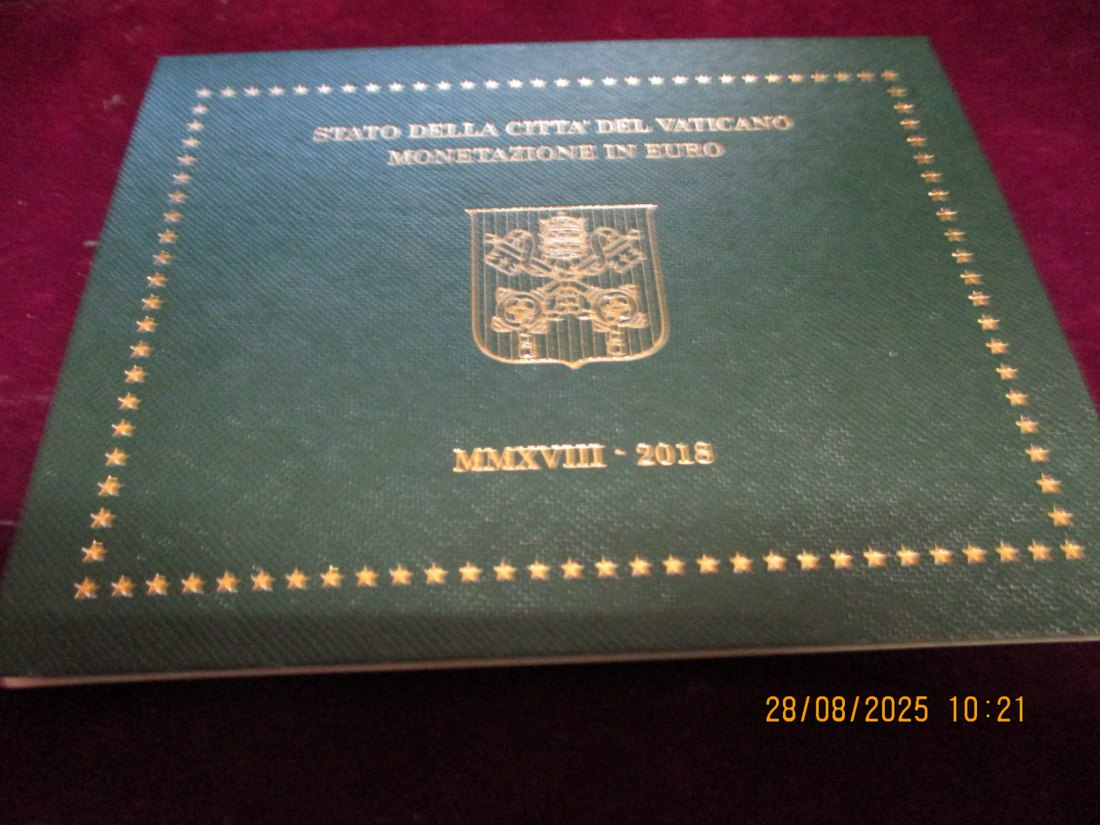 STATO DELLA CITTA' DEL VATICANO
MONETAZIONE IN EURO
MMXVIII - 2018
28/08/2025 10:21